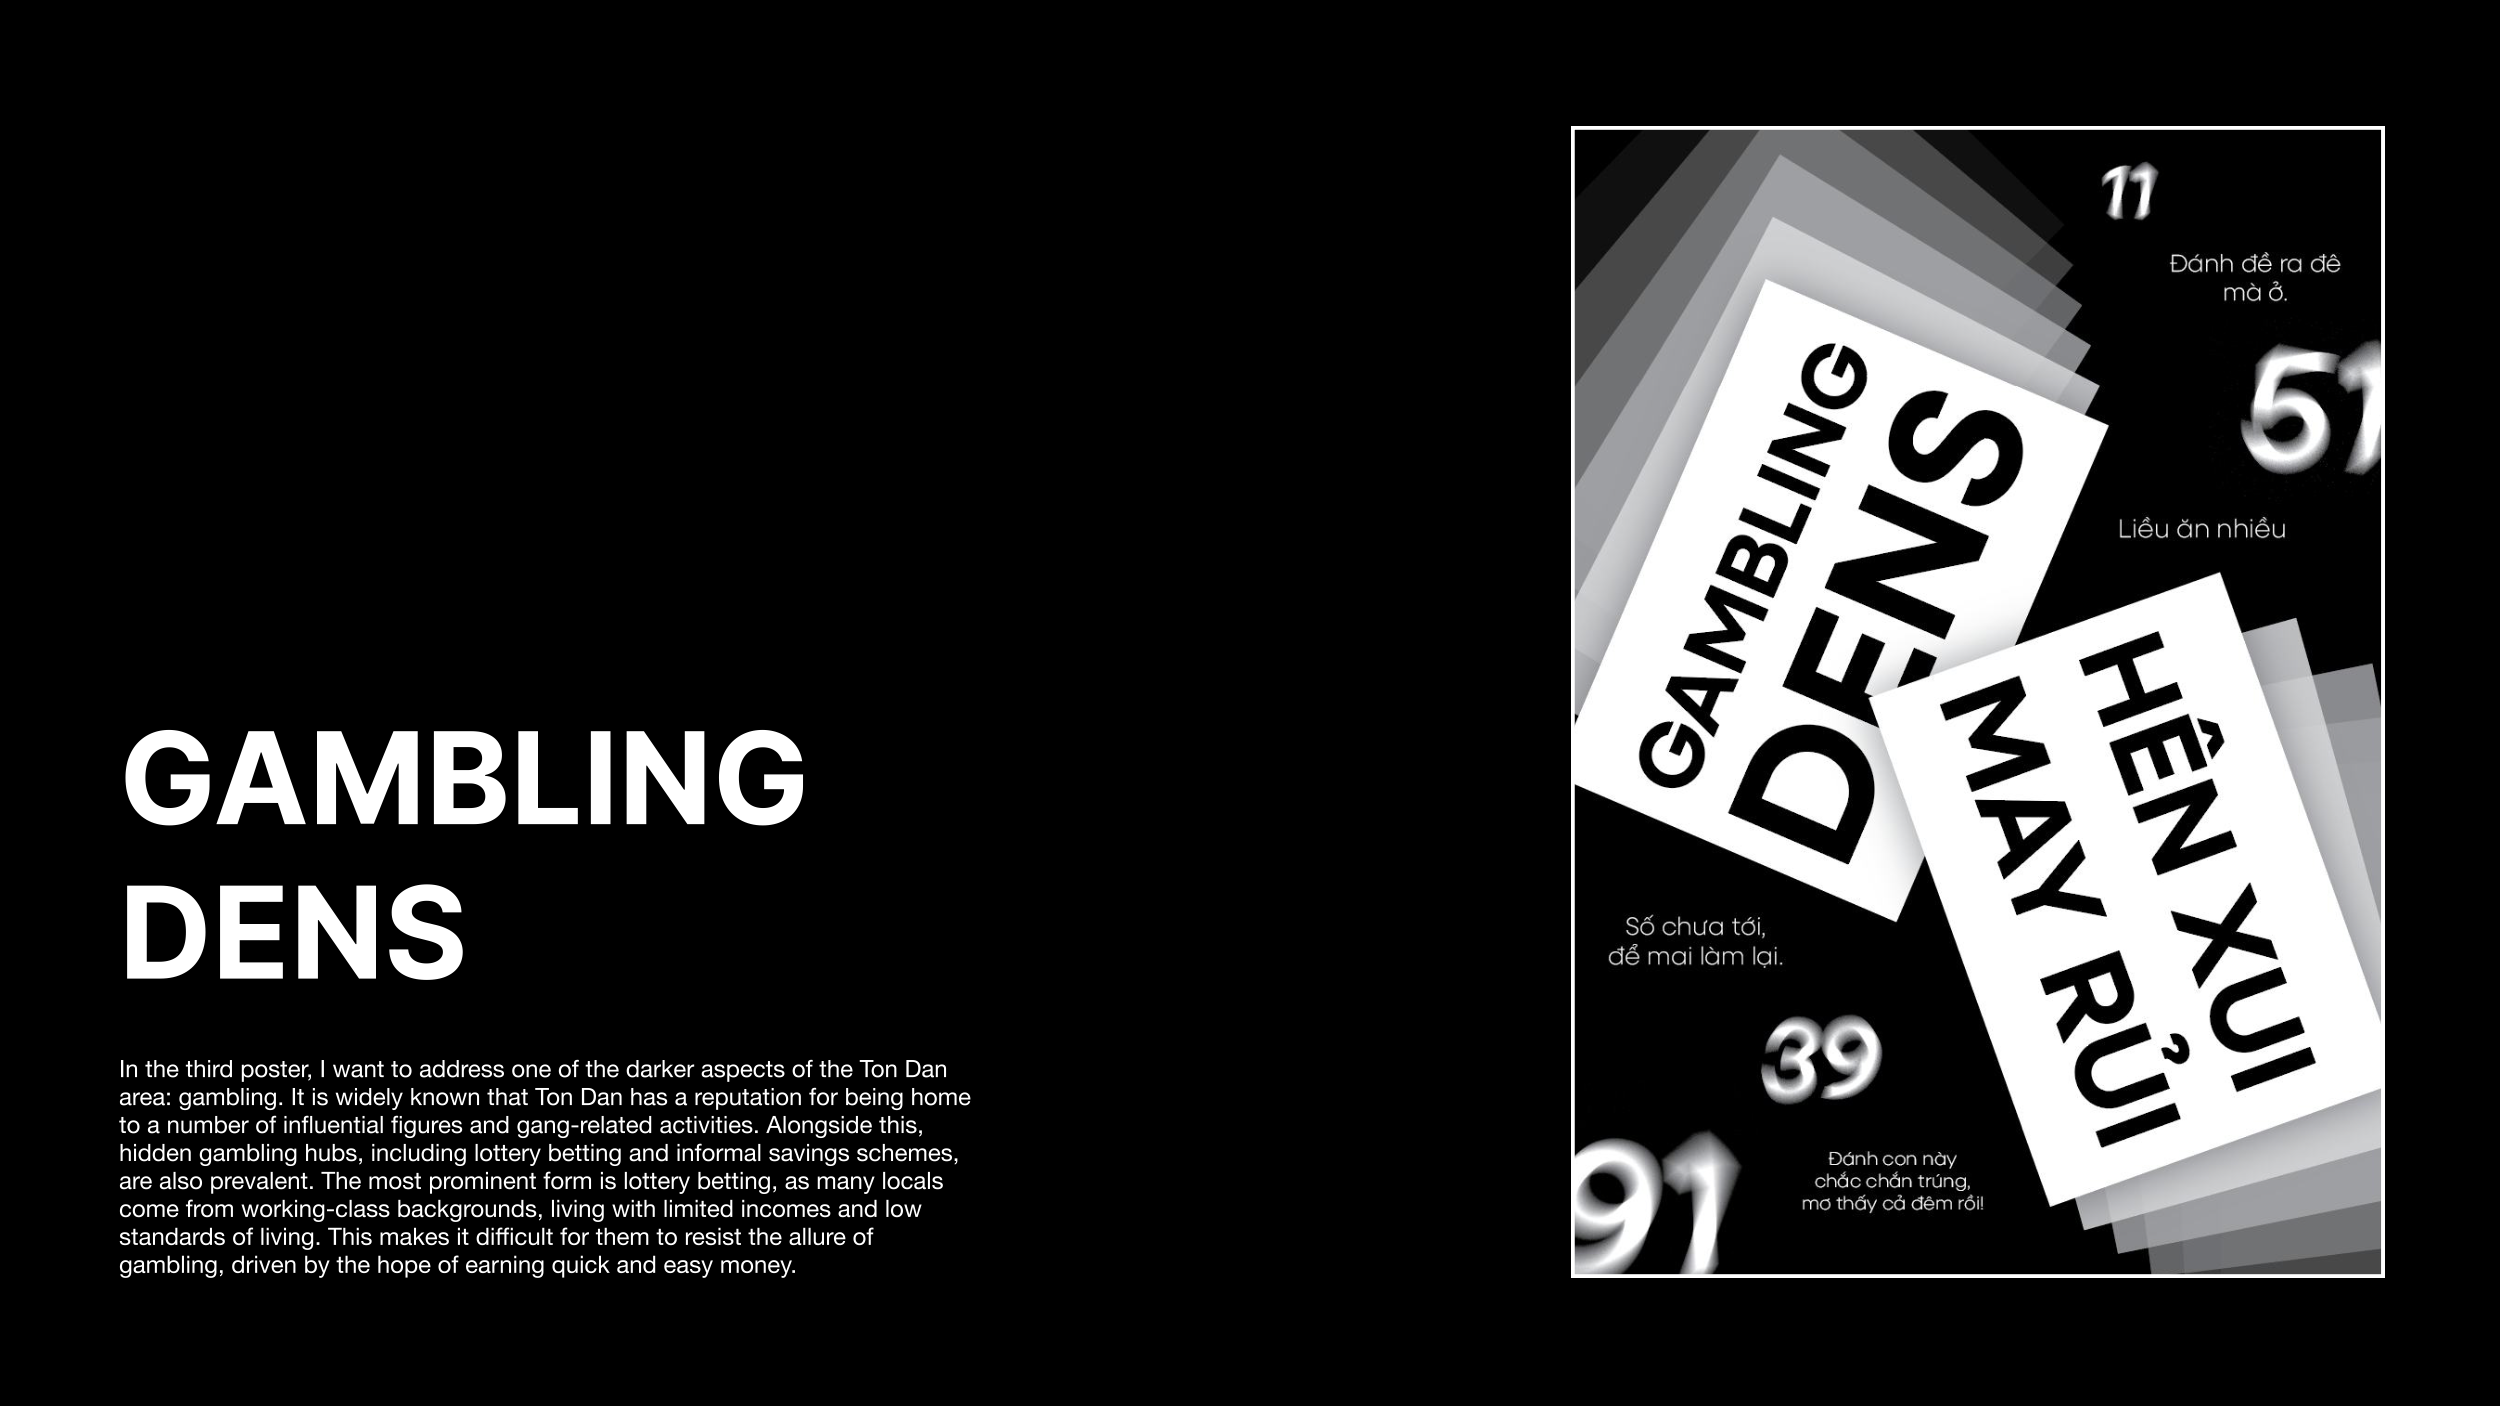 GAMBLING
DENS
In the third poster, I want to address one of the darker aspects of the Ton Dan
area: gambling. It is widely known that Ton Dan has a reputation for being home
to a number of influential figures and gang-related activities. Alongside this,
hidden gambling hubs, including lottery betting and informal savings schemes,
are also prevalent. The most prominent form is lottery betting, as many locals
come from working-class backgrounds, living with limited incomes and low
standards of living. This makes it difficult for them to resist the allure of
gambling, driven by the hope of earning quick and easy money.
11
Đánh đề ra đê
mà ở.
51
Liều ăn nhiều
GAMBLING
DENS
HÊN XUI
MAY RỦI
Số chưa tới,
để mai làm lại.
39
91
Đánh con này
chắc chắn trúng,
mơ thấy cả đêm rồi!